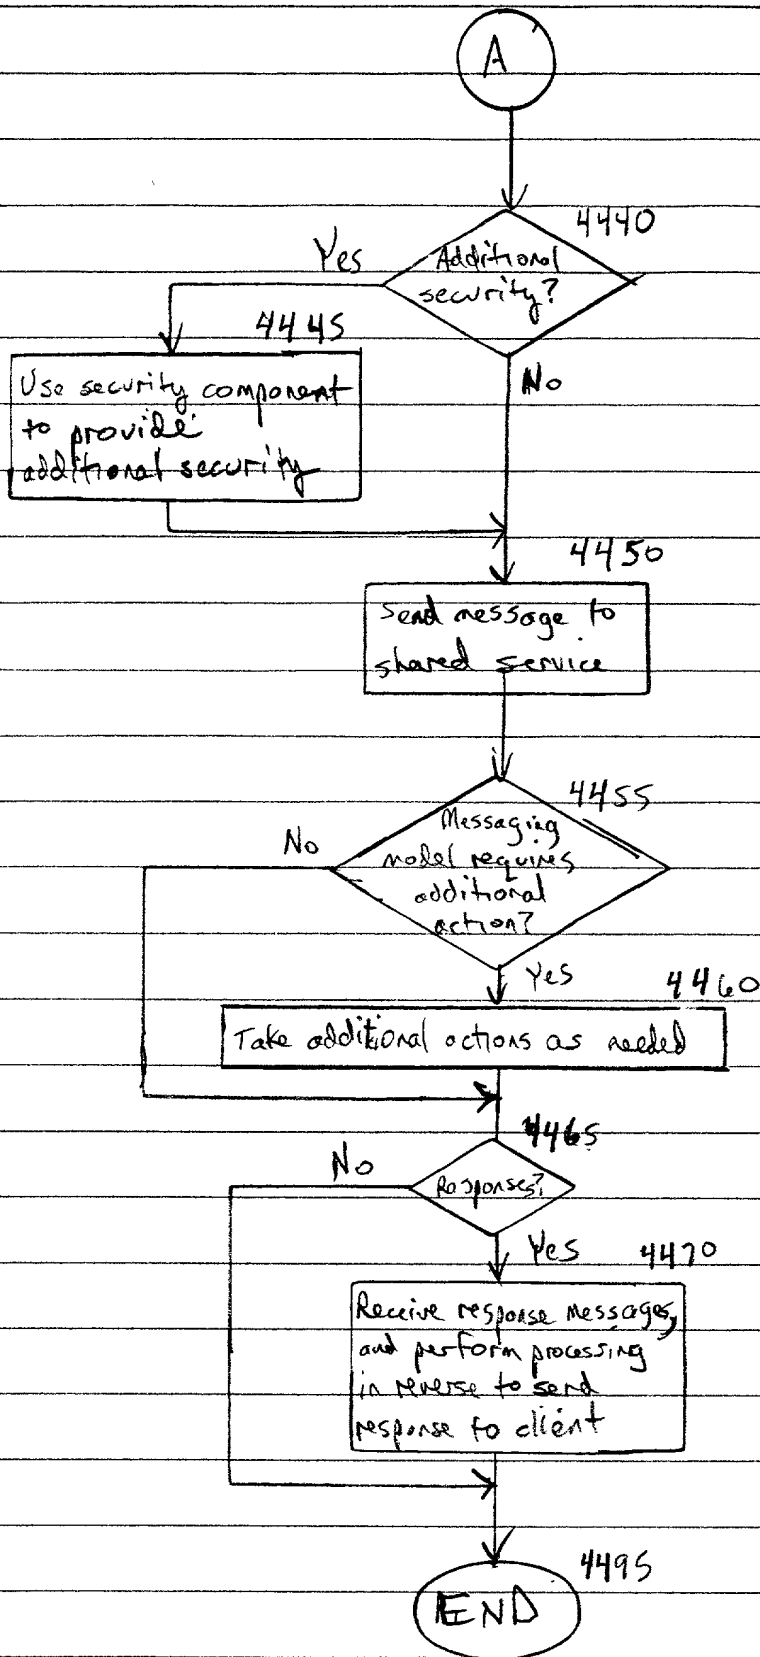 A
4440
Yes
Additional
security?
4445
No
Use security component
to provide
additional security
4450
Send message to
shared service
4455
No
Messaging
model requires
additional
action?
Yes
4460
Take additional actions as needed
4465
No
Responses?
Yes
4470
Receive response messages,
and perform processing
in reverse to send
response to client
4495
END